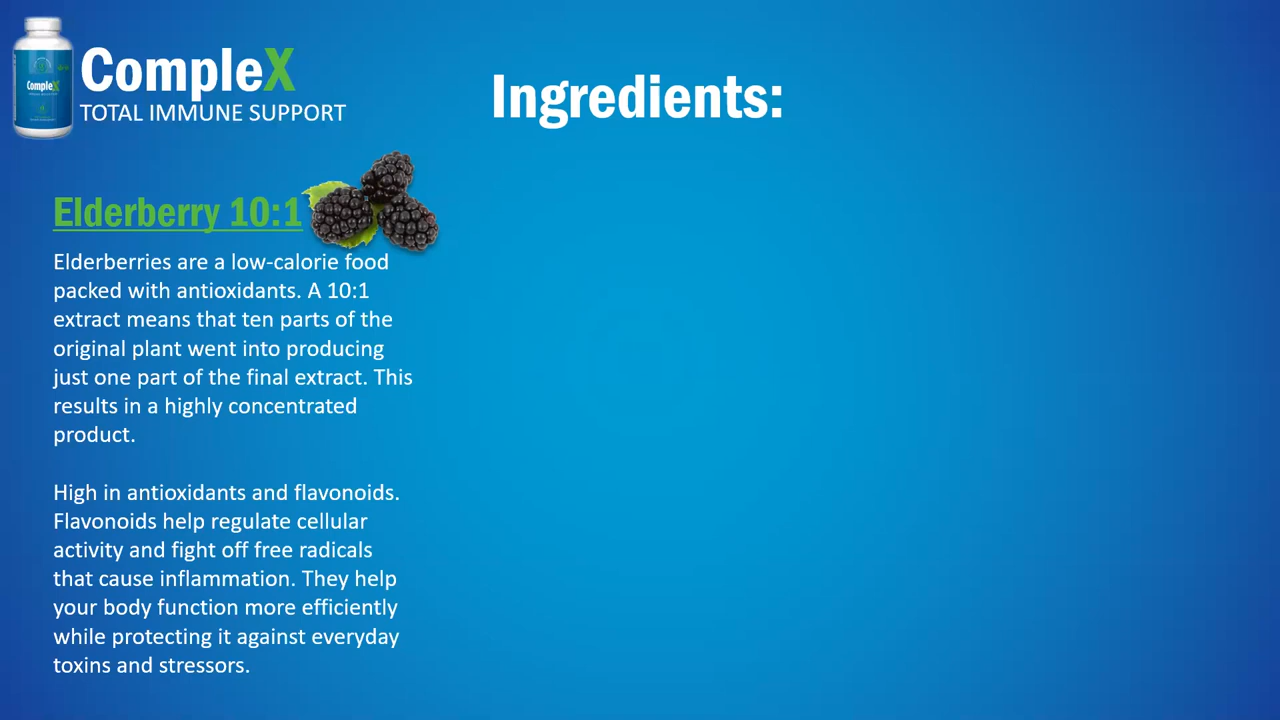 CompleX
TOTAL IMMUNE SUPPORT
CompleX
Ingredients:
Elderberry 10:1
Elderberries are a low-calorie food
packed with antioxidants. A 10:1
extract means that ten parts of the
original plant went into producing
just one part of the final extract. This
results in a highly concentrated
product.
High in antioxidants and flavonoids.
Flavonoids help regulate cellular
activity and fight off free radicals
that cause inflammation. They help
your body function more efficiently
while protecting it against everyday
toxins and stressors.